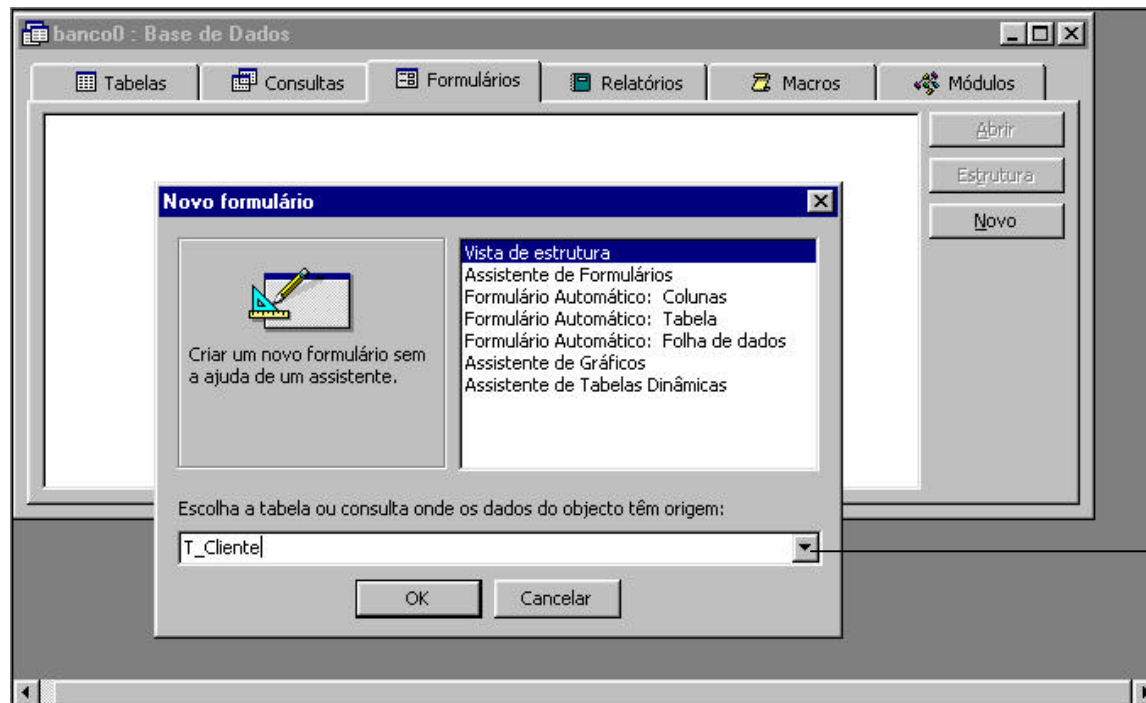 banco0 : Base de Dados
Tabelas Consultas Formulários Relatórios Macros Módulos
Abrir
Estrutura
Novo
Novo formulário
Vista de estrutura
Assistente de Formulários
Formulário Automático: Colunas
Formulário Automático: Tabela
Formulário Automático: Folha de dados
Assistente de Gráficos
Assistente de Tabelas Dinâmicas
Criar um novo formulário sem
a ajuda de um assistente.
Escolha a tabela ou consulta onde os dados do objecto têm origem:
T_Cliente
OK Cancelar